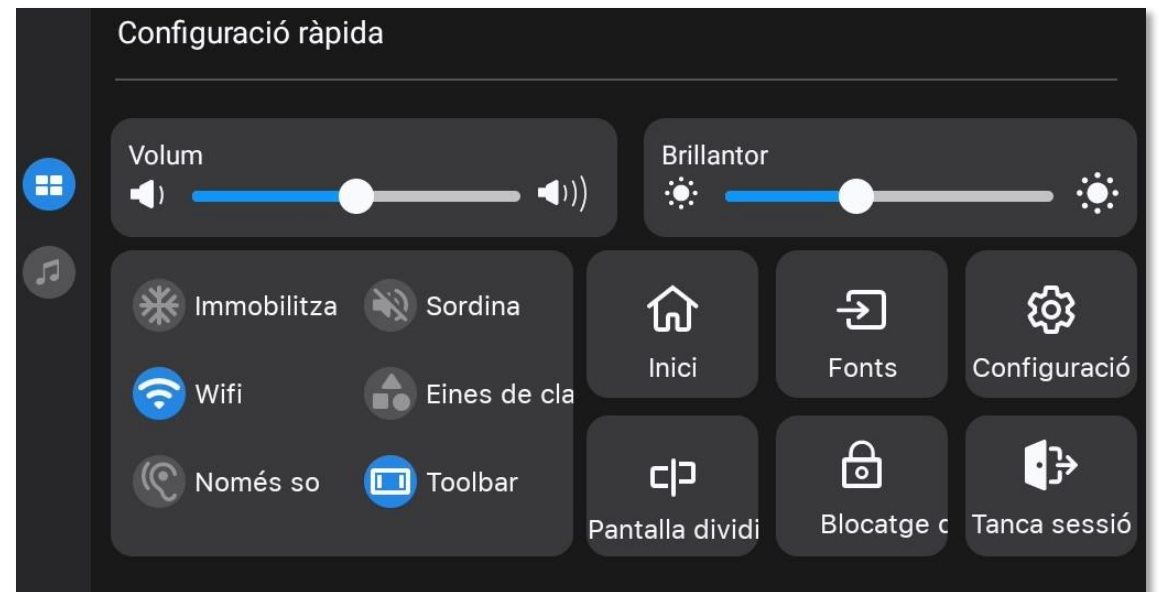 Configuració ràpida
Volum
Brillantor
Immobilitza
Sordina
Inici
Fonts
Configuració
Wifi
Eines de cla
Només so
Toolbar
Pantalla dividi
Blocatge
Tanca sessió